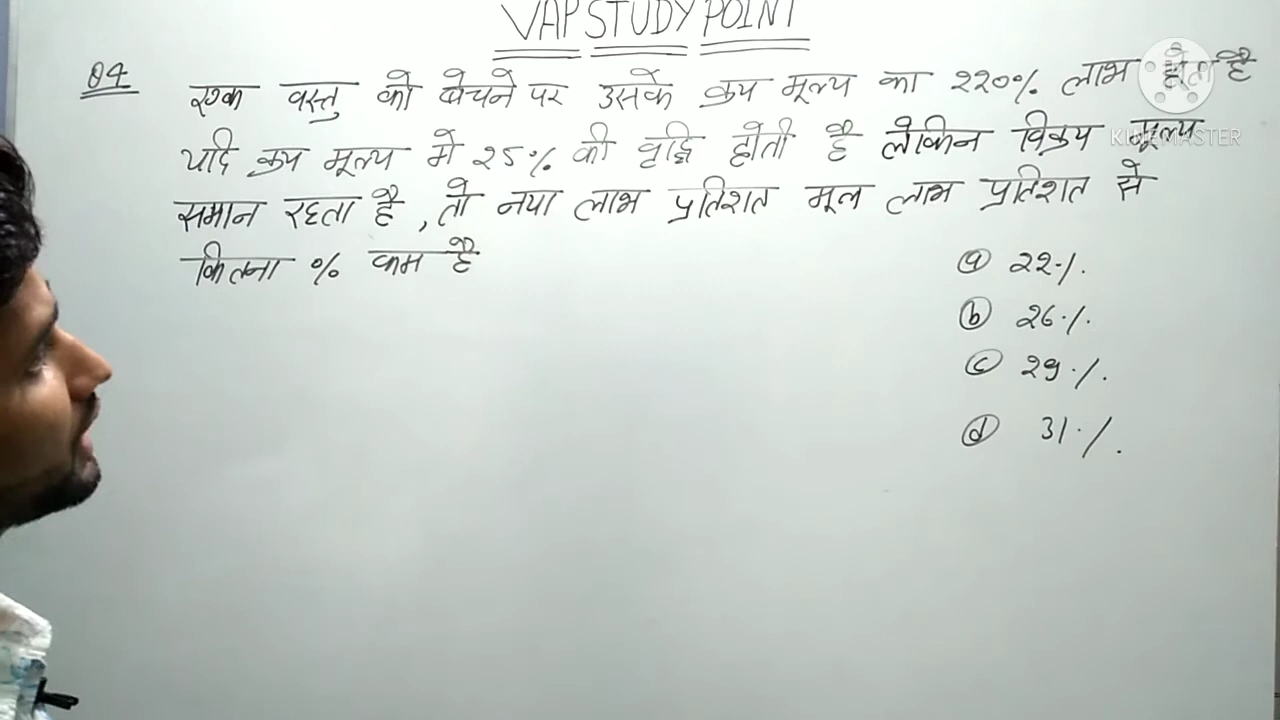 VAP STUDY POINT
Q4 एक वस्तु को बेचने पर उसके क्रय मूल्य का 220% लाभ होता है
यदि क्रय मूल्य में 25% की वृद्धि होती है लेकिन विक्रय मूल्य
समान रहता है, तो नया लाभ प्रतिशत मूल लाभ प्रतिशत से
कितना % कम है
(a) 22%.
(b) 26%.
(c) 29%.
(d) 31%.
KINEMASTER